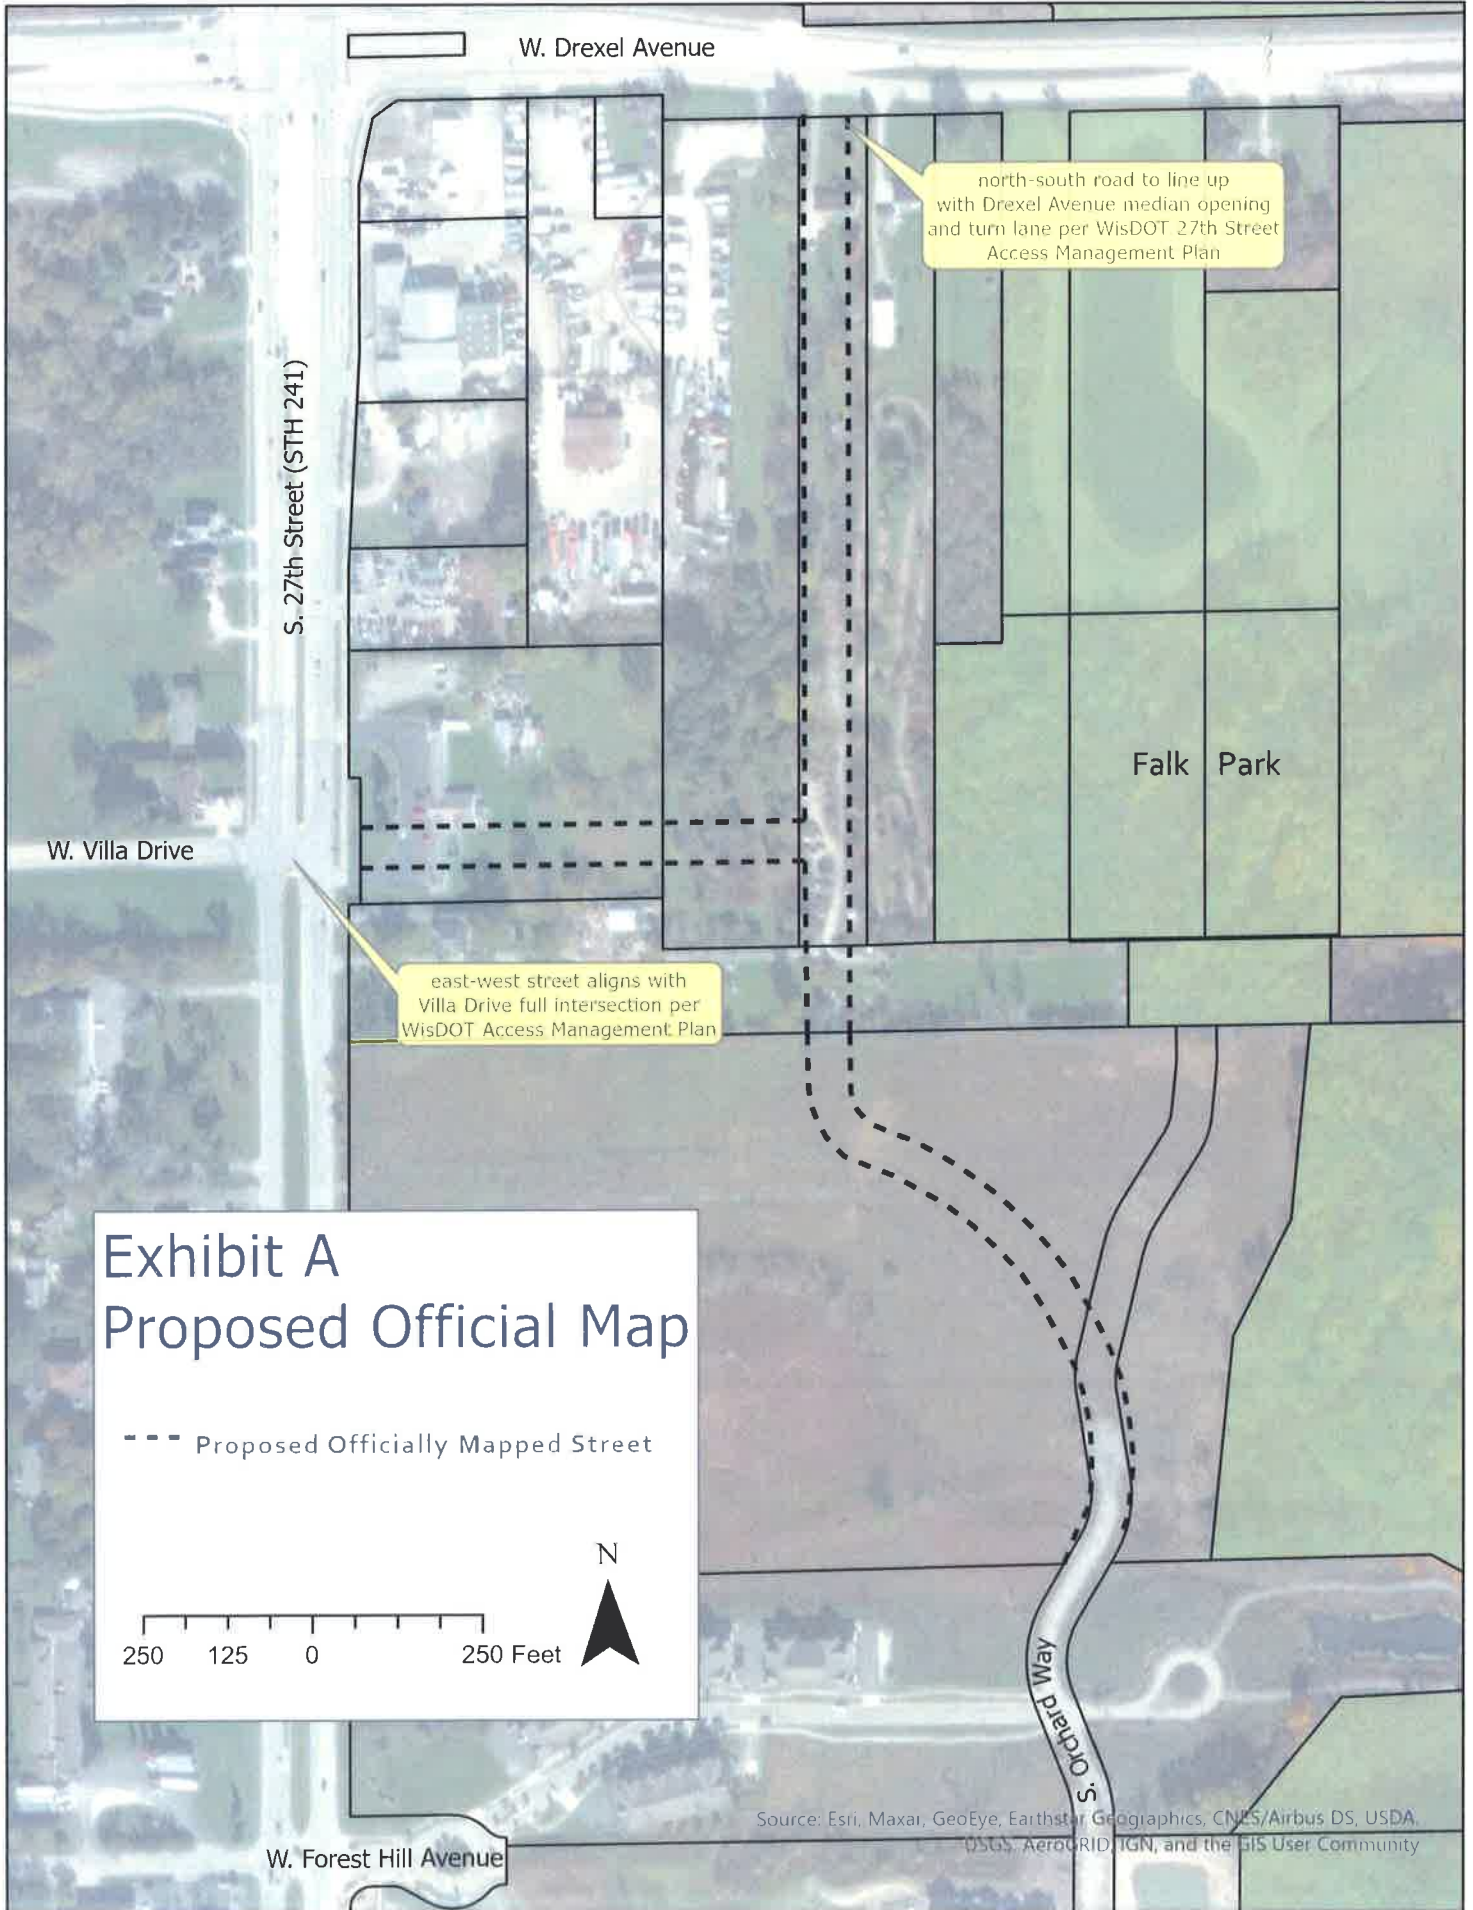 W. Drexel Avenue
north-south road to line up
with Drexel Avenue median opening
and turn lane per WisDOT 27th Street
Access Management Plan
S. 27th Street (STH 241)
Falk Park
W. Villa Drive
east-west street aligns with
Villa Drive full intersection per
WisDOT Access Management Plan
Exhibit A
Proposed Official Map
Proposed Officially Mapped Street
N
250 125 0 250 Feet
S. Orchard Way
Source: Esri, Maxar, GeoEye, Earthstar Geographics, CNES/Airbus DS, USDA,
USGS, AeroGRID, IGN, and the GIS User Community
W. Forest Hill Avenue